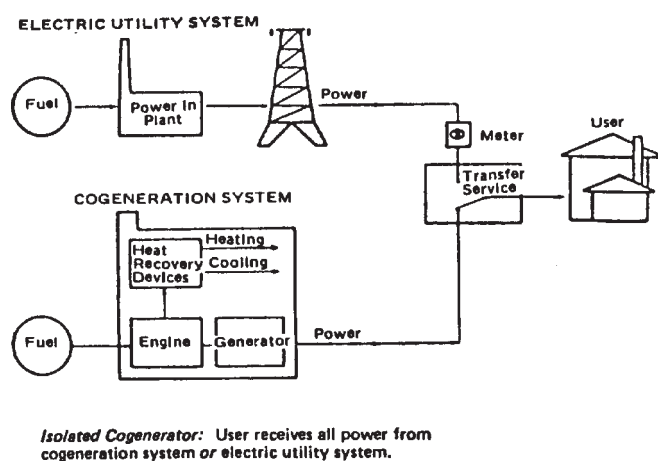 ELECTRIC UTILITY SYSTEM
Fuel
Power In
Plant
Power
Meter
User
Transfer
Service
COGENERATION SYSTEM
Heat
Recovery
Devices
Heating
Cooling
Fuel
Engine
Generator
Power
Isolated Cogenerator: User receives all power from
cogeneration system or electric utility system.